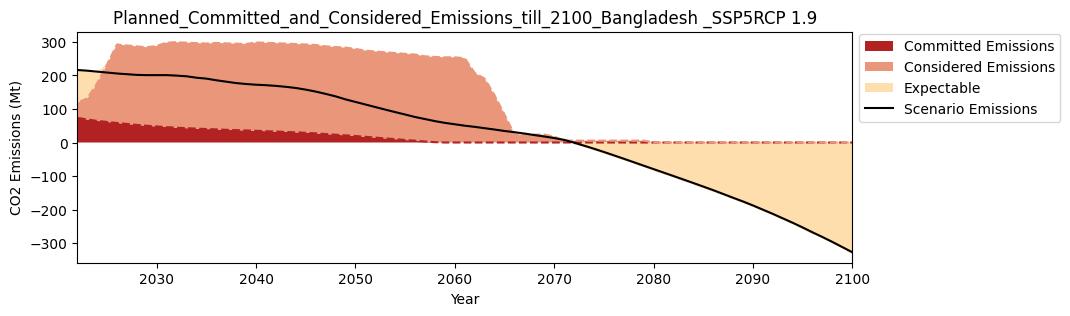 Planned_Committed_and_Considered_Emissions_till_2100_Bangladesh _SSP5RCP 1.9
CO2 Emissions (Mt)
300
200
100
0
−100
−200
−300
2030
2040
2050
2060
2070
2080
2090
2100
Year
Committed Emissions
Considered Emissions
Expectable
Scenario Emissions